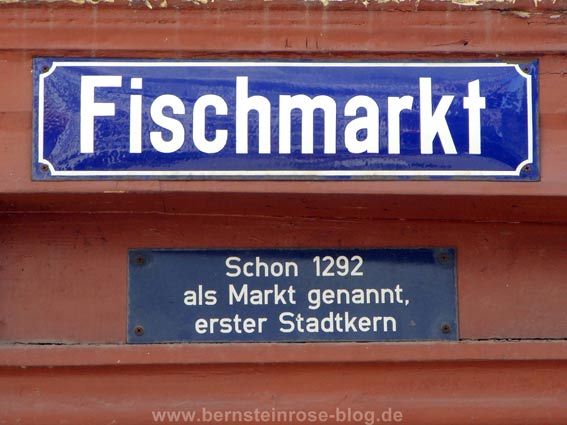 Fischmarkt
Schon 1292
als Markt genannt,
erster Stadtkern
www.bernsteinrose-blog.de